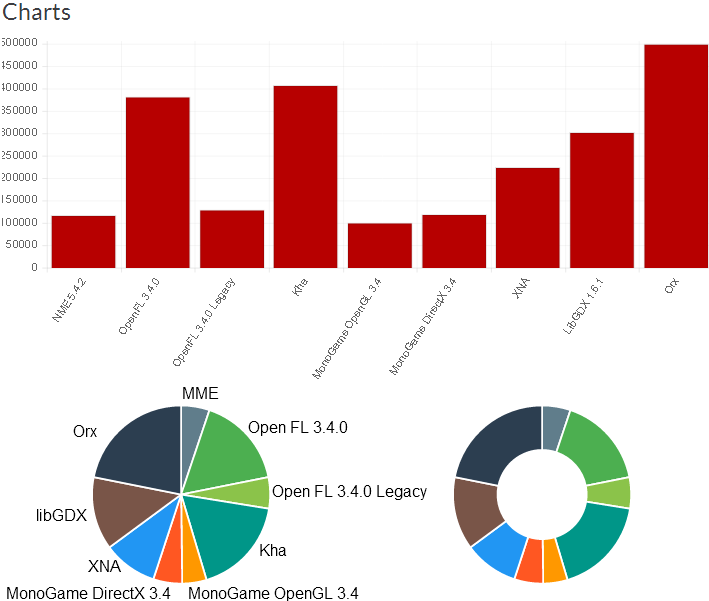 Charts
500000
450000
400000
350000
300000
250000
200000
150000
100000
50000
0
NME 5.4.2
OpenFL 3.4.0
OpenFL 3.4.0 Legacy
Kha
MonoGame OpenGL 3.4
MonoGame DirectX 3.4
XNA
LibGDX 1.6.1
Orx
MME
Orx
Open FL 3.4.0
Open FL 3.4.0 Legacy
libGDX
Kha
XNA
MonoGame DirectX 3.4
MonoGame OpenGL 3.4